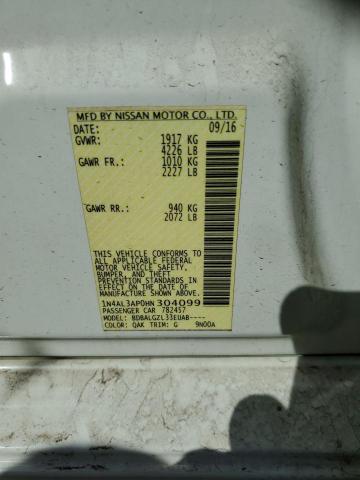 MFD BY NISSAN MOTOR CO., LTD.
DATE: 09/16
GVWR: 1917 KG
4226 LB
GAWR FR.: 1010 KG
2227 LB
GAWR RR.: 940 KG
2072 LB
THIS VEHICLE CONFORMS TO
ALL APPLICABLE FEDERAL
MOTOR VEHICLE SAFETY,
BUMPER, AND THEFT
PREVENTION STANDARDS IN
EFFECT ON THE DATE OF
MANUFACTURE SHOWN ABOVE.
1N4AL3AP0HN 304099
PASSENGER CAR 782457
MODEL: BDBALGZL33EUAB----
COLOR: QAK TRIM: G 9N00A